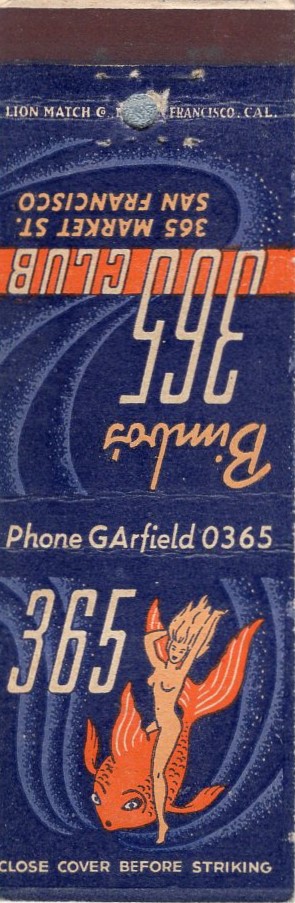 LION MATCH C FRANCISCO. CAL.
Bimbo's
365
CLUB
365 MARKET ST.
SAN FRANCISCO
Phone GArfield 0365
365
CLOSE COVER BEFORE STRIKING